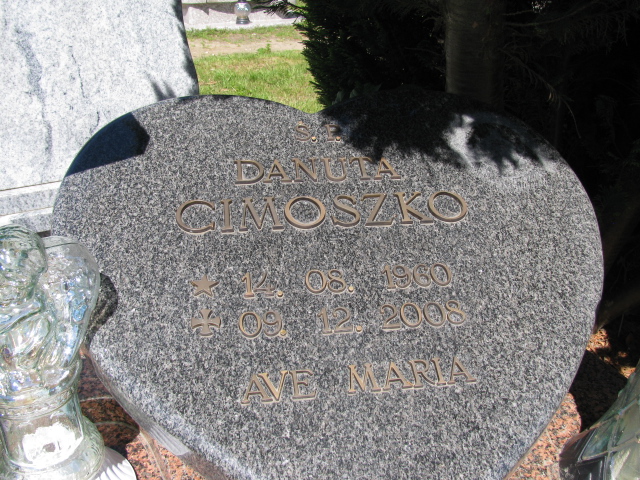 Ś.P.
DANUTA
CIMOSZKO
14. 08. 1960
09. 12. 2008
AVE MARIA